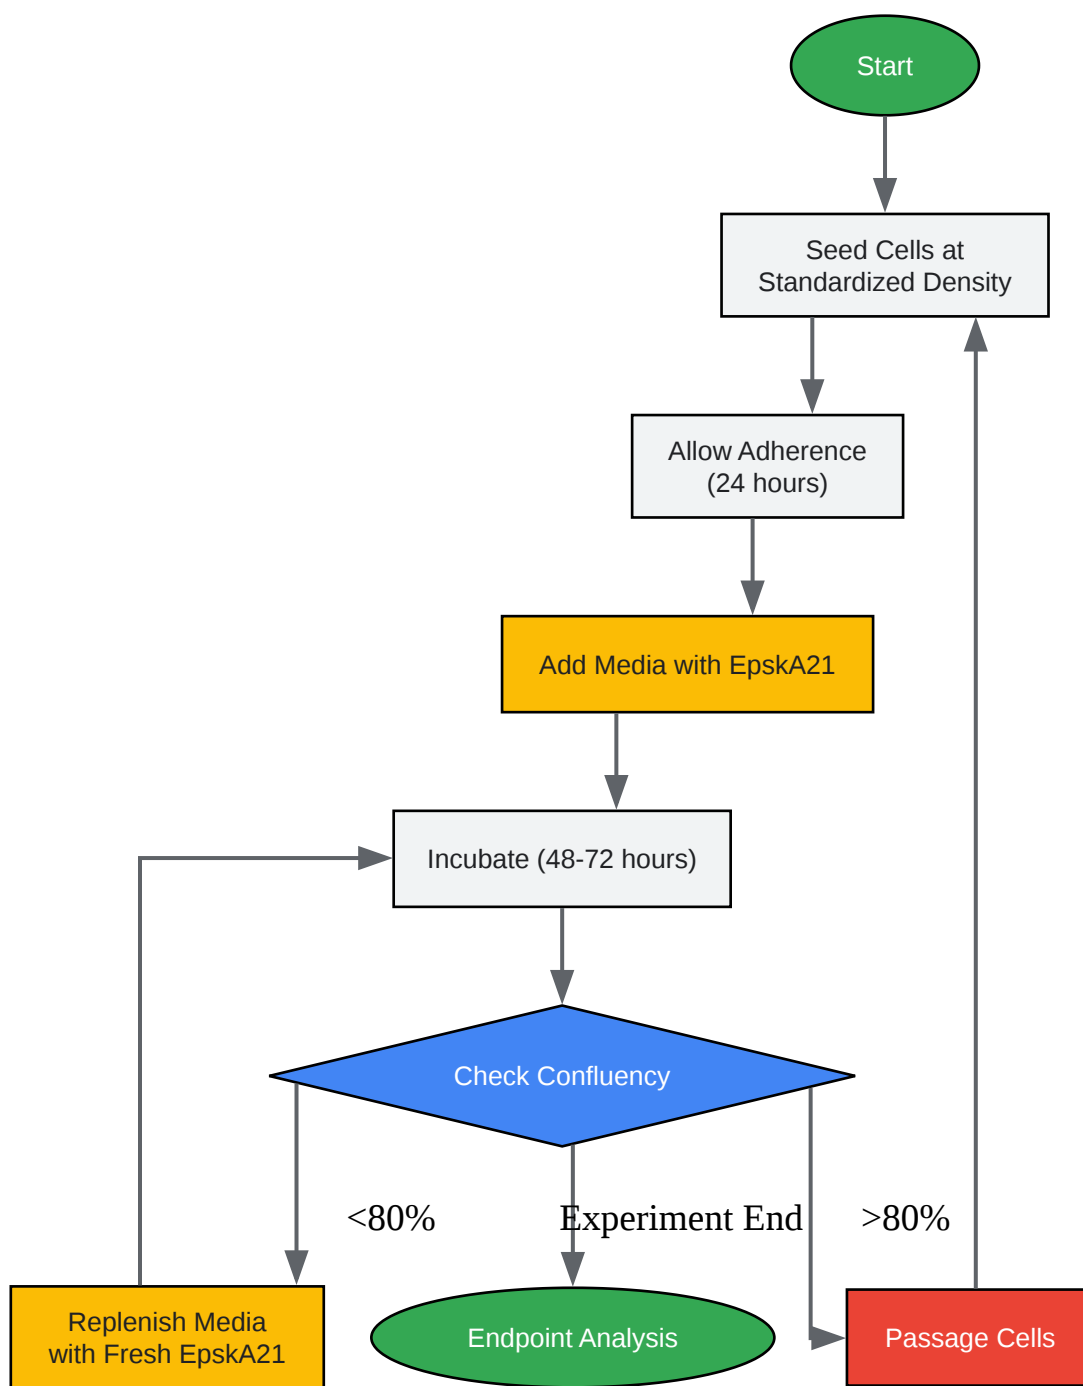 Start
Seed Cells at
Standardized Density
Allow Adherence
(24 hours)
Add Media with EpskA21
Incubate (48-72 hours)
Check Confluency
<80%
Experiment End
>80%
Replenish Media
with Fresh EpskA21
Endpoint Analysis
Passage Cells